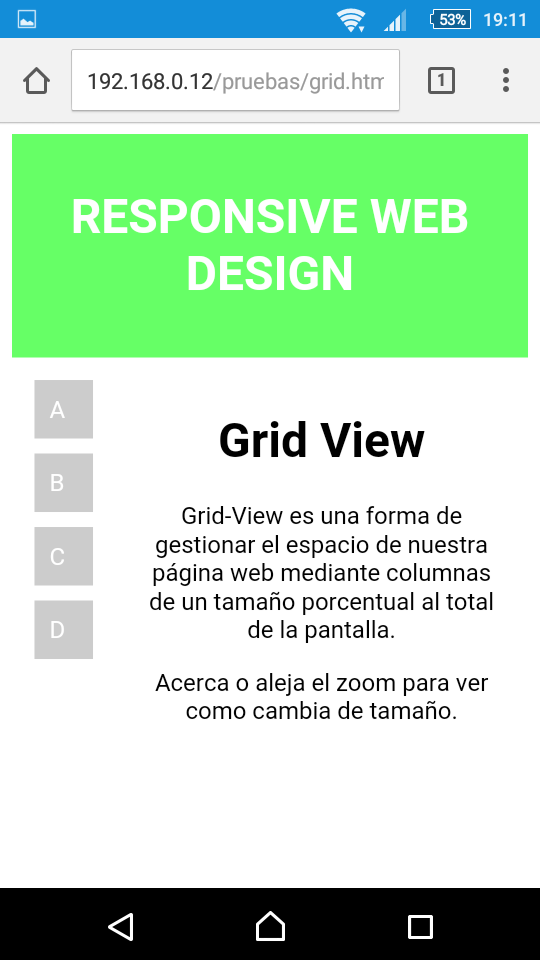 53% 19:11
192.168.0.12/pruebas/grid.htm
1
RESPONSIVE WEB
DESIGN
A
B
C
D
Grid View
Grid-View es una forma de
gestionar el espacio de nuestra
página web mediante columnas
de un tamaño porcentual al total
de la pantalla.
Acerca o aleja el zoom para ver
como cambia de tamaño.